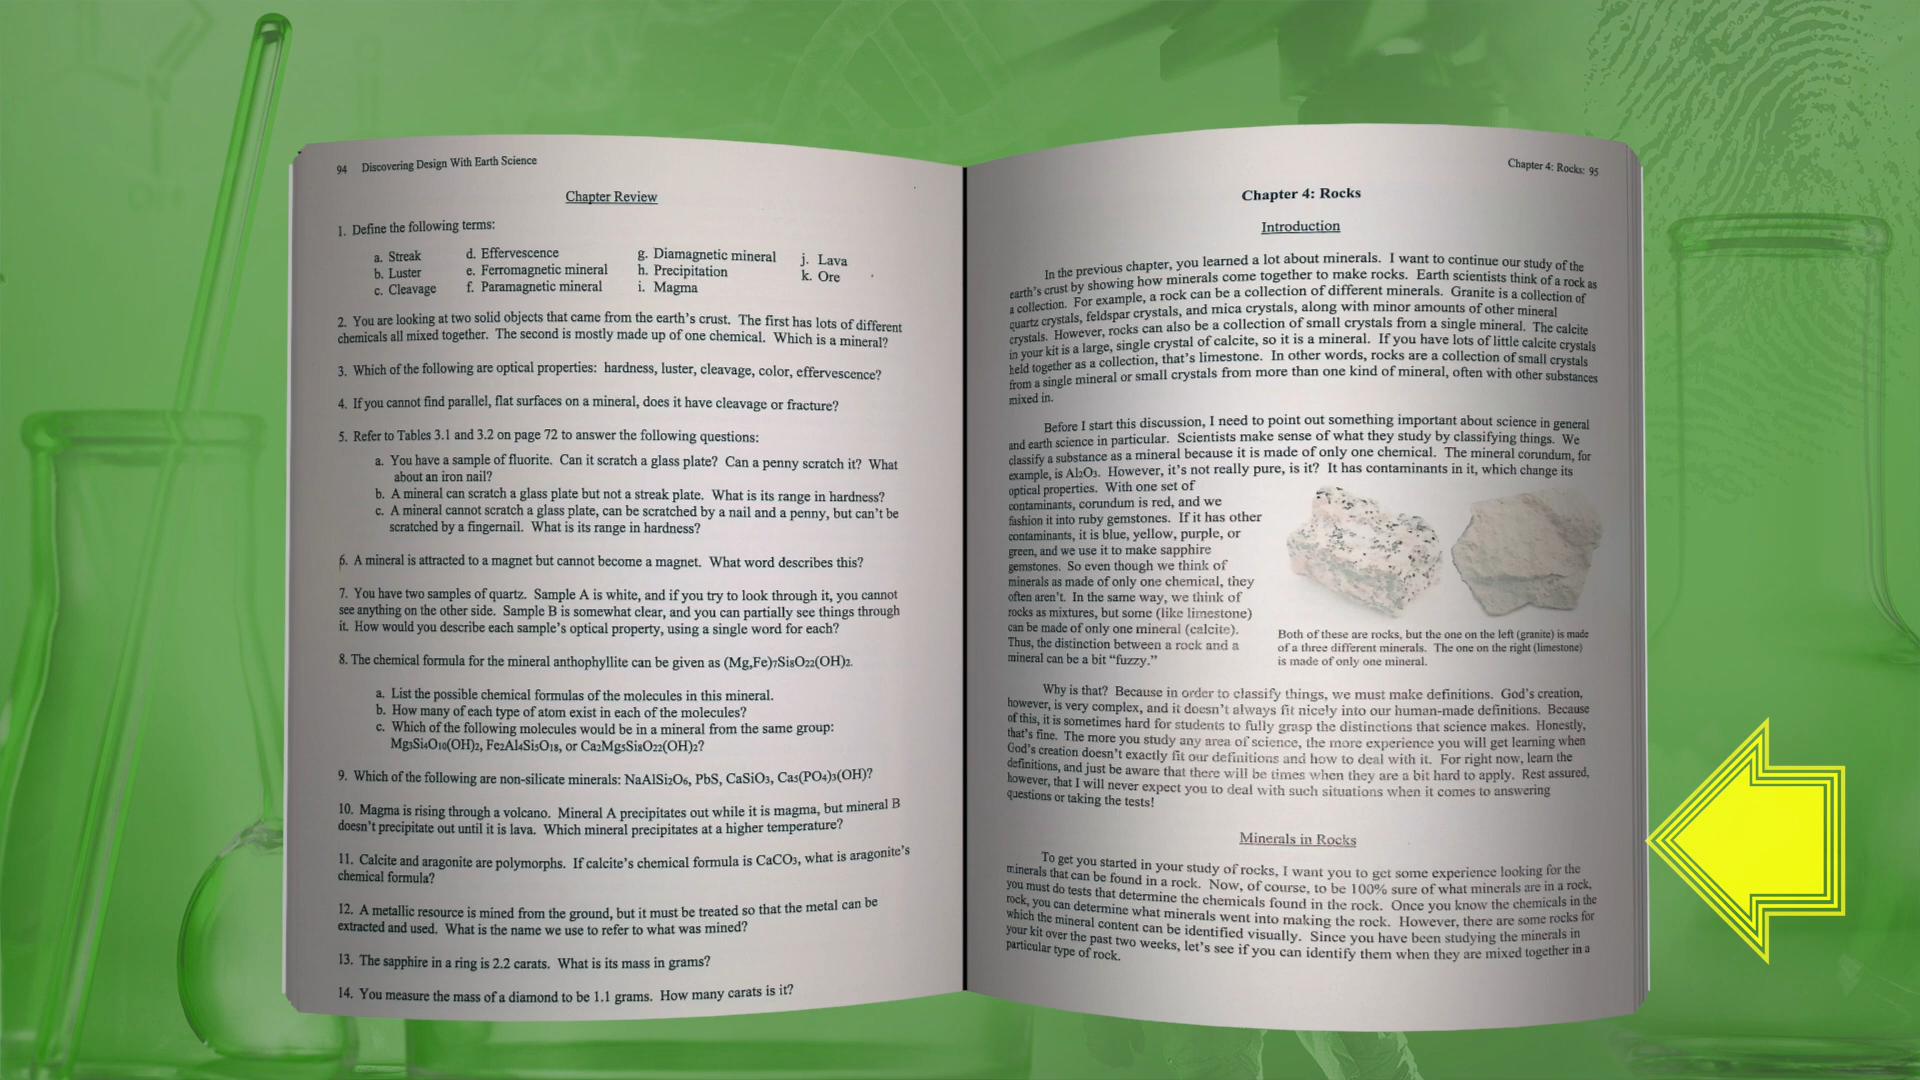 94 Discovering Design With Earth Science
Chapter Review
1. Define the following terms:
a. Streak d. Effervescence g. Diamagnetic mineral j. Lava
b. Luster e. Ferromagnetic mineral h. Precipitation k. Ore
c. Cleavage f. Paramagnetic mineral i. Magma
2. You are looking at two solid objects that came from the earth's crust. The first has lots of different
chemicals all mixed together. The second is mostly made up of one chemical. Which is a mineral?
3. Which of the following are optical properties: hardness, luster, cleavage, color, effervescence?
4. If you cannot find parallel, flat surfaces on a mineral, does it have cleavage or fracture?
5. Refer to Tables 3.1 and 3.2 on page 72 to answer the following questions:
a. You have a sample of fluorite. Can it scratch a glass plate? Can a penny scratch it? What
about an iron nail?
b. A mineral can scratch a glass plate but not a streak plate. What is its range in hardness?
c. A mineral cannot scratch a glass plate, can be scratched by a nail and a penny, but can't be
scratched by a fingernail. What is its range in hardness?
6. A mineral is attracted to a magnet but cannot become a magnet. What word describes this?
7. You have two samples of quartz. Sample A is white, and if you try to look through it, you cannot
see anything on the other side. Sample B is somewhat clear, and you can partially see things through
it. How would you describe each sample's optical property, using a single word for each?
8. The chemical formula for the mineral anthophyllite can be given as (Mg,Fe)₇Si₈O₂₂(OH)₂.
a. List the possible chemical formulas of the molecules in this mineral.
b. How many of each type of atom exist in each of the molecules?
c. Which of the following molecules would be in a mineral from the same group:
Mg₃Si₄O₁₀(OH)₂, Fe₂Al₄Si₅O₁₈, or Ca₂Mg₅Si₈O₂₂(OH)₂?
9. Which of the following are non-silicate minerals: NaAlSi₂O₆, PbS, CaSiO₃, Ca₅(PO₄)₃(OH)?
10. Magma is rising through a volcano. Mineral A precipitates out while it is magma, but mineral B
doesn't precipitate out until it is lava. Which mineral precipitates at a higher temperature?
11. Calcite and aragonite are polymorphs. If calcite's chemical formula is CaCO₃, what is aragonite's
chemical formula?
12. A metallic resource is mined from the ground, but it must be treated so that the metal can be
extracted and used. What is the name we use to refer to what was mined?
13. The sapphire in a ring is 2.2 carats. What is its mass in grams?
14. You measure the mass of a diamond to be 1.1 grams. How many carats is it?
Chapter 4: Rocks: 95
Chapter 4: Rocks
Introduction
In the previous chapter, you learned a lot about minerals. I want to continue our study of the
earth's crust by showing how minerals come together to make rocks. Earth scientists think of a rock as
a collection. For example, a rock can be a collection of different minerals. Granite is a collection of
quartz crystals, feldspar crystals, and mica crystals, along with minor amounts of other mineral
crystals. However, rocks can also be a collection of small crystals from a single mineral. The calcite
in your kit is a large, single crystal of calcite, so it is a mineral. If you have lots of little calcite crystals
held together as a collection, that's limestone. In other words, rocks are a collection of small crystals
from a single mineral or small crystals from more than one kind of mineral, often with other substances
mixed in.
Before I start this discussion, I need to point out something important about science in general
and earth science in particular. Scientists make sense of what they study by classifying things. We
classify a substance as a mineral because it is made of only one chemical. The mineral corundum, for
example, is Al₂O₃. However, it's not really pure, is it? It has contaminants in it, which change its
optical properties. With one set of
contaminants, corundum is red, and we
fashion it into ruby gemstones. If it has other
contaminants, it is blue, yellow, purple, or
green, and we use it to make sapphire
gemstones. So even though we think of
minerals as made of only one chemical, they
often aren't. In the same way, we think of
rocks as mixtures, but some (like limestone)
can be made of only one mineral (calcite).
Thus, the distinction between a rock and a
mineral can be a bit "fuzzy."
Both of these are rocks, but the one on the left (granite) is made
of a three different minerals. The one on the right (limestone)
is made of only one mineral.
Why is that? Because in order to classify things, we must make definitions. God's creation,
however, is very complex, and it doesn't always fit nicely into our human-made definitions. Because
of this, it is sometimes hard for students to fully grasp the distinctions that science makes. Honestly,
that's fine. The more you study any area of science, the more experience you will get learning when
God's creation doesn't exactly fit our definitions and how to deal with it. For right now, learn the
definitions, and just be aware that there will be times when they are a bit hard to apply. Rest assured,
however, that I will never expect you to deal with such situations when it comes to answering
questions or taking the tests!
Minerals in Rocks
To get you started in your study of rocks, I want you to get some experience looking for the
minerals that can be found in a rock. Now, of course, to be 100% sure of what minerals are in a rock,
you must do tests that determine the chemicals found in the rock. Once you know the chemicals in the
rock, you can determine what minerals went into making the rock. However, there are some rocks for
which the mineral content can be identified visually. Since you have been studying the minerals in
your kit over the past two weeks, let's see if you can identify them when they are mixed together in a
particular type of rock.